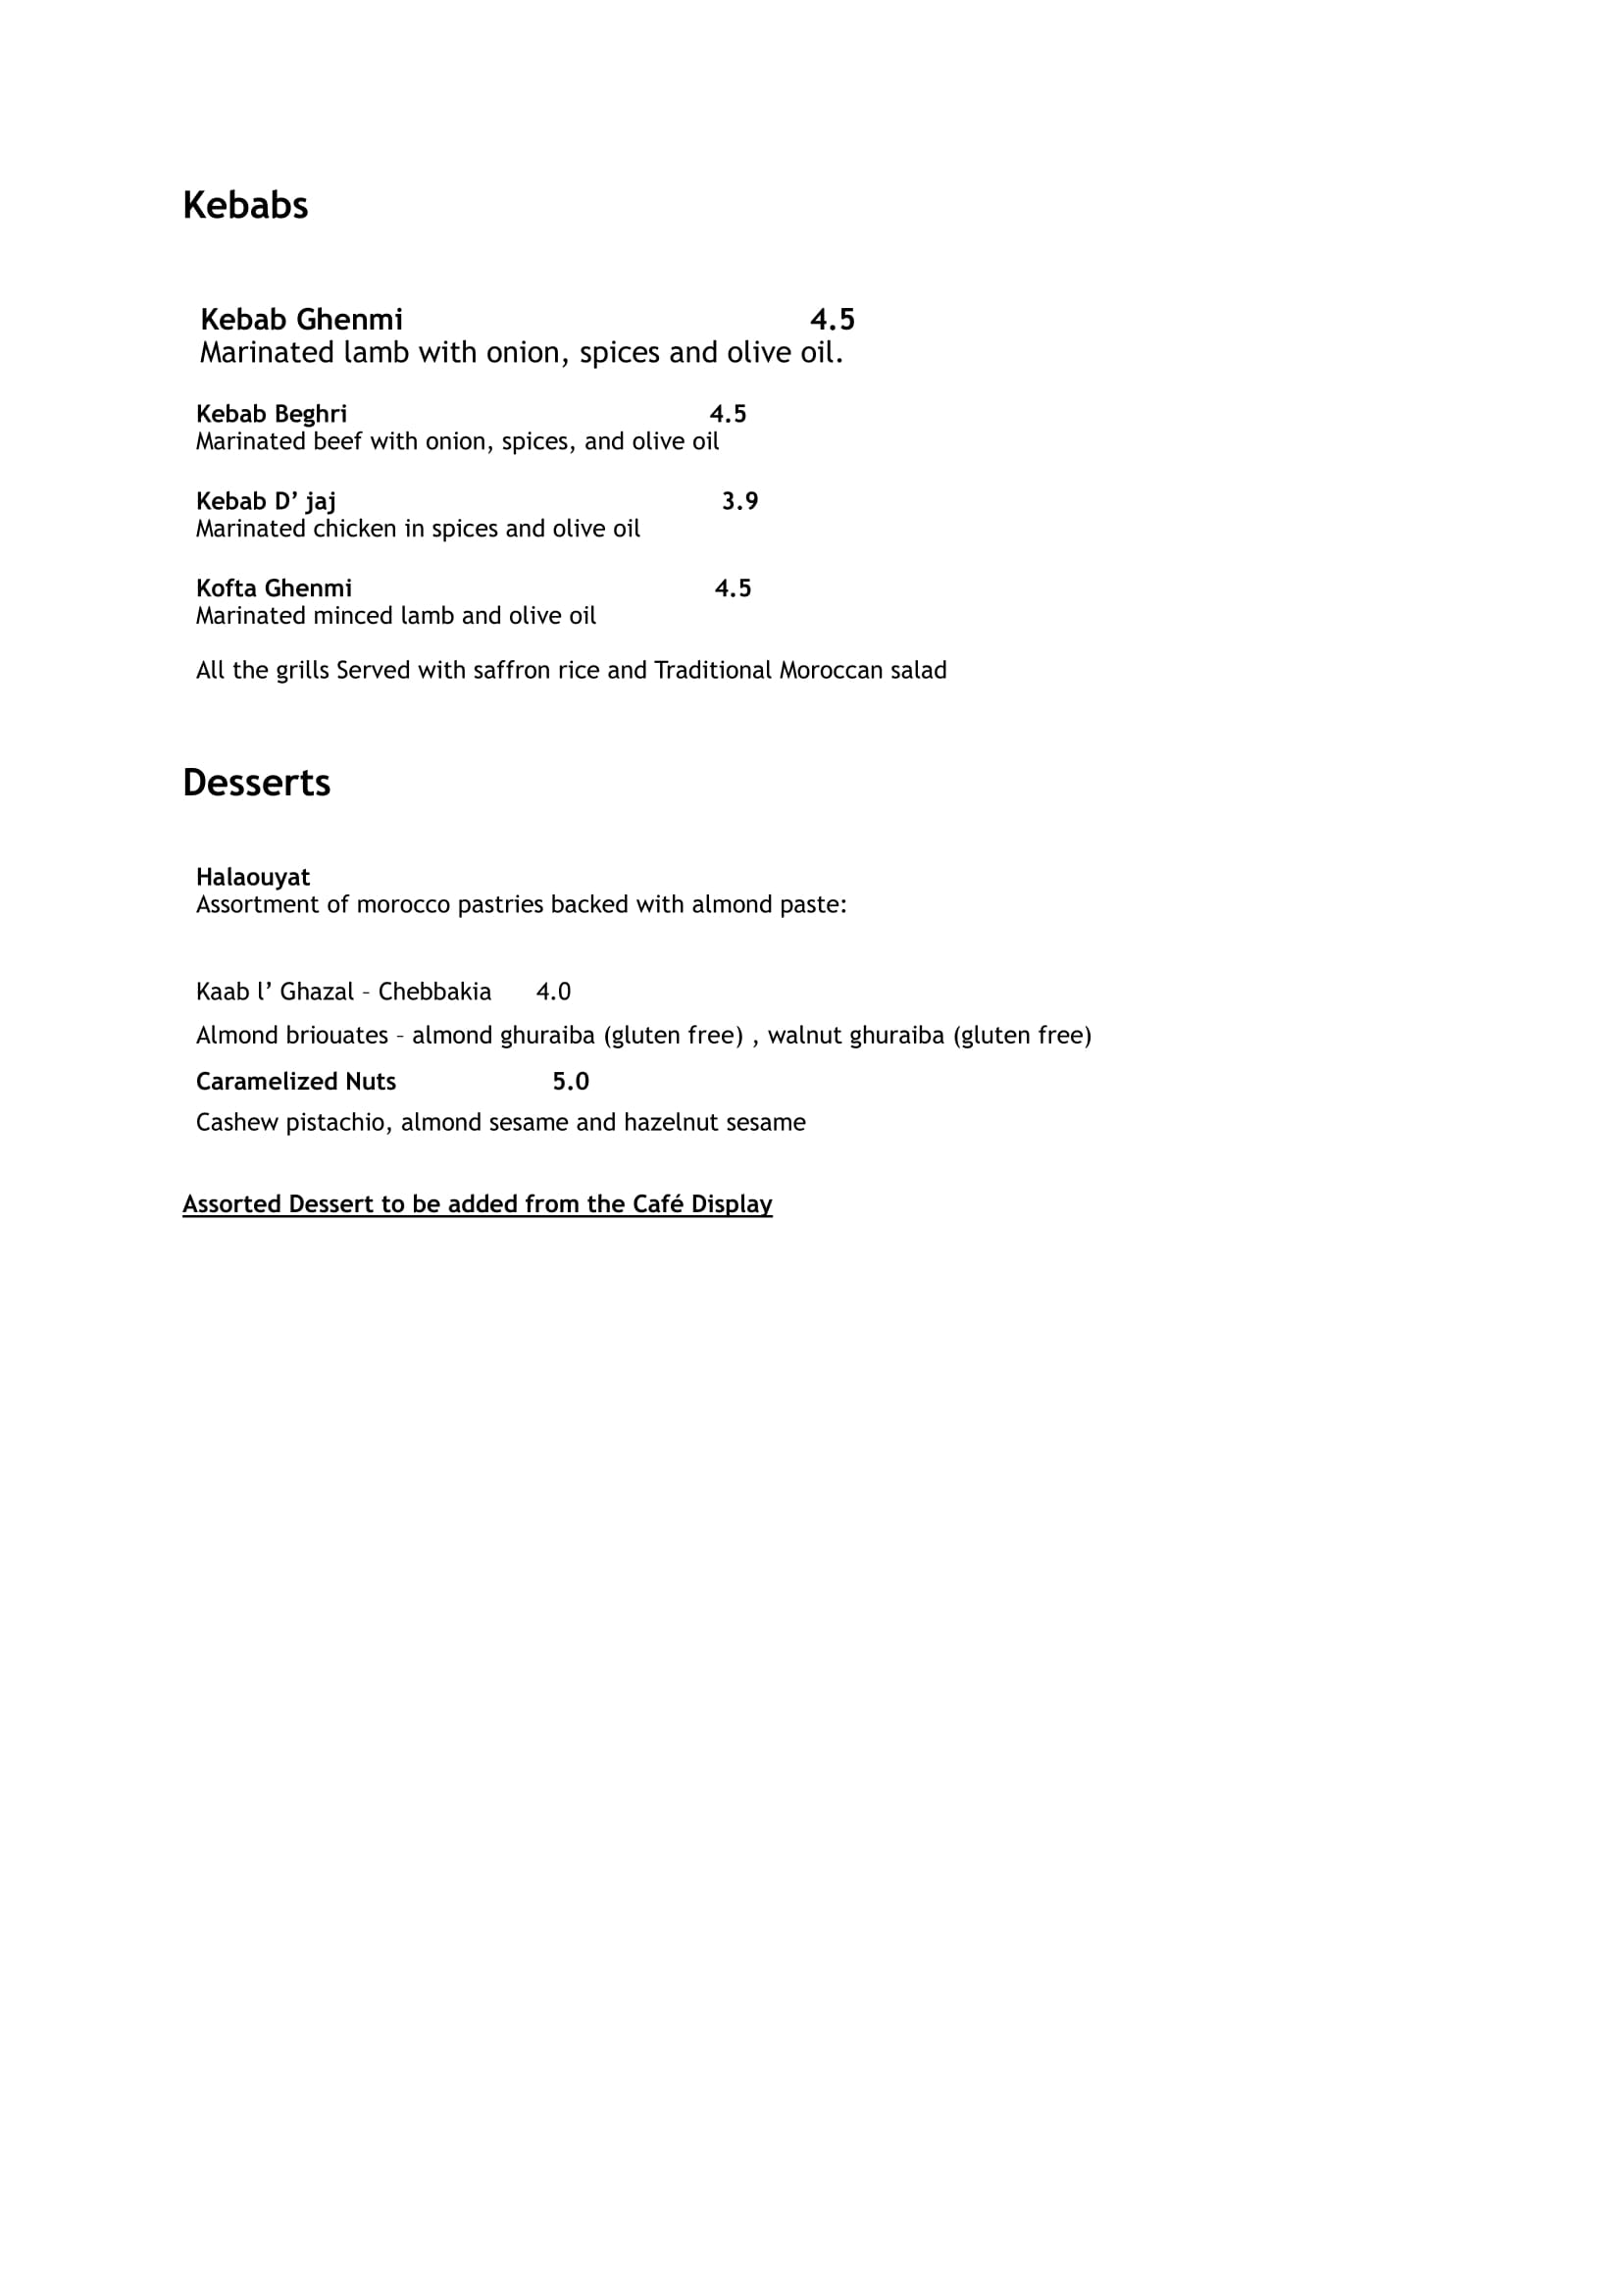 Kebabs
Kebab Ghenmi 4.5
Marinated lamb with onion, spices and olive oil.
Kebab Beghri 4.5
Marinated beef with onion, spices, and olive oil
Kebab D’ jaj 3.9
Marinated chicken in spices and olive oil
Kofta Ghenmi 4.5
Marinated minced lamb and olive oil
All the grills Served with saffron rice and Traditional Moroccan salad
Desserts
Halaouyat
Assortment of morocco pastries backed with almond paste:
Kaab l’ Ghazal – Chebbakia 4.0
Almond briouates – almond ghuraiba (gluten free) , walnut ghuraiba (gluten free)
Caramelized Nuts 5.0
Cashew pistachio, almond sesame and hazelnut sesame
Assorted Dessert to be added from the Café Display